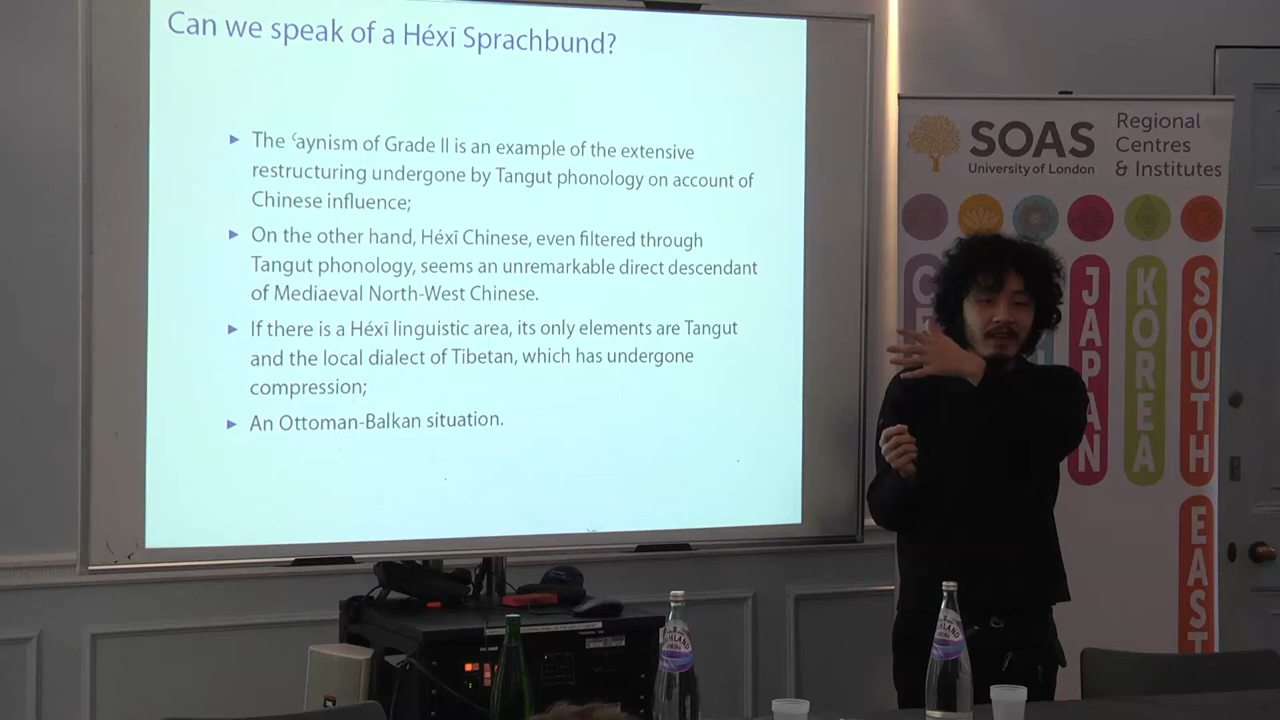 Can we speak of a Héxī Sprachbund?
▶ The ʿaynism of Grade II is an example of the extensive
restructuring undergone by Tangut phonology on account of
Chinese influence;
▶ On the other hand, Héxī Chinese, even filtered through
Tangut phonology, seems an unremarkable direct descendant
of Mediaeval North-West Chinese.
▶ If there is a Héxī linguistic area, its only elements are Tangut
and the local dialect of Tibetan, which has undergone
compression;
▶ An Ottoman-Balkan situation.
SOAS
University of London
Regional
Centres
& Institutes
JAPAN
KOREA
SOUTH
EAST